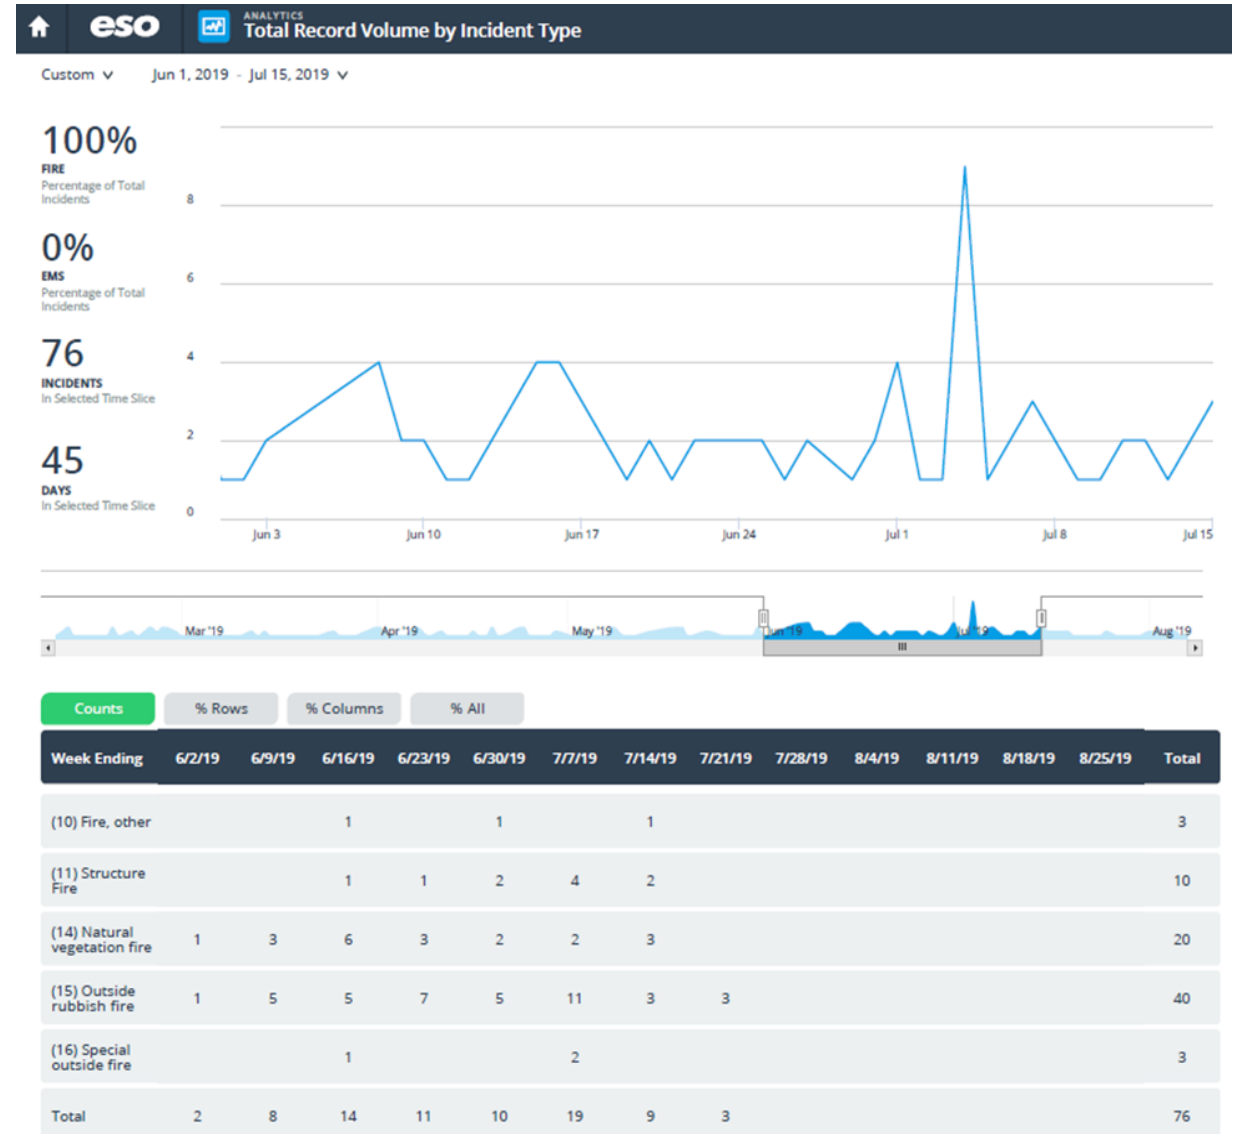 eso
ANALYTICS
Total Record Volume by Incident Type
Custom
Jun 1, 2019 - Jul 15, 2019
100%
FIRE
Percentage of Total
Incidents
0%
EMS
Percentage of Total
Incidents
76
INCIDENTS
In Selected Time Slice
45
DAYS
In Selected Time Slice
8
6
4
2
0
Jun 3 Jun 10 Jun 17 Jun 24 Jul 1 Jul 8 Jul 15
Mar '19 Apr '19 May '19 Jun '19 Jul '19 Aug '19
Counts % Rows % Columns % All
Week Ending 6/2/19 6/9/19 6/16/19 6/23/19 6/30/19 7/7/19 7/14/19 7/21/19 7/28/19 8/4/19 8/11/19 8/18/19 8/25/19 Total
(10) Fire, other 1 1 1 3
(11) Structure
Fire 1 1 2 4 2 10
(14) Natural
vegetation fire 1 3 6 3 2 2 3 20
(15) Outside
rubbish fire 1 5 5 7 5 11 3 3 40
(16) Special
outside fire 1 2 3
Total 2 8 14 11 10 19 9 3 76